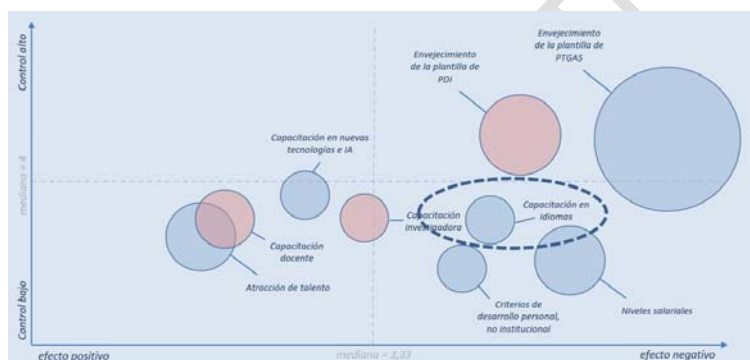 Control alto
Envejecimiento
de la plantilla de
PTGAS
Envejecimiento
de la plantilla de
PDI
Capacitación en nuevas
tecnologías e IA
mediana = 4
Capacitación en
idiomas
Capacitación
investigadora
Capacitación
docente
Atracción de talento
Criterios de
desarrollo personal,
no institucional
Niveles salariales
Control bajo
efecto positivo
mediana = 3,33
efecto negativo